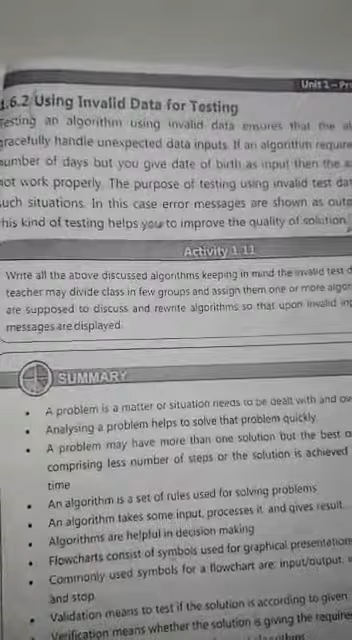 Unit 1 – Pr
1.6.2 Using Invalid Data for Testing
Testing an algorithm using invalid data ensures that the al
gracefully handle unexpected data inputs. If an algorithm require
number of days but you give date of birth as input then the
not work properly. The purpose of testing using invalid test dat
such situations. In this case error messages are shown as outp
This kind of testing helps you to improve the quality of solution.
Activity 1.11
Write all the above discussed algorithms keeping in mind the invalid test d
teacher may divide class in few groups and assign them one or more algor
are supposed to discuss and rewrite algorithms so that upon invalid inp
messages are displayed.
SUMMARY
• A problem is a matter or situation needs to be dealt with and ov
• Analysing a problem helps to solve that problem quickly.
• A problem may have more than one solution but the best o
comprising less number of steps or the solution is achieved
time
• An algorithm is a set of rules used for solving problems
• An algorithm takes some input, processes it and gives result.
• Algorithms are helpful in decision making
• Flowcharts consist of symbols used for graphical presentation
• Commonly used symbols for a flowchart are: input/output,
and stop.
• Validation means to test if the solution is according to given
• Verification means whether the solution is giving the require